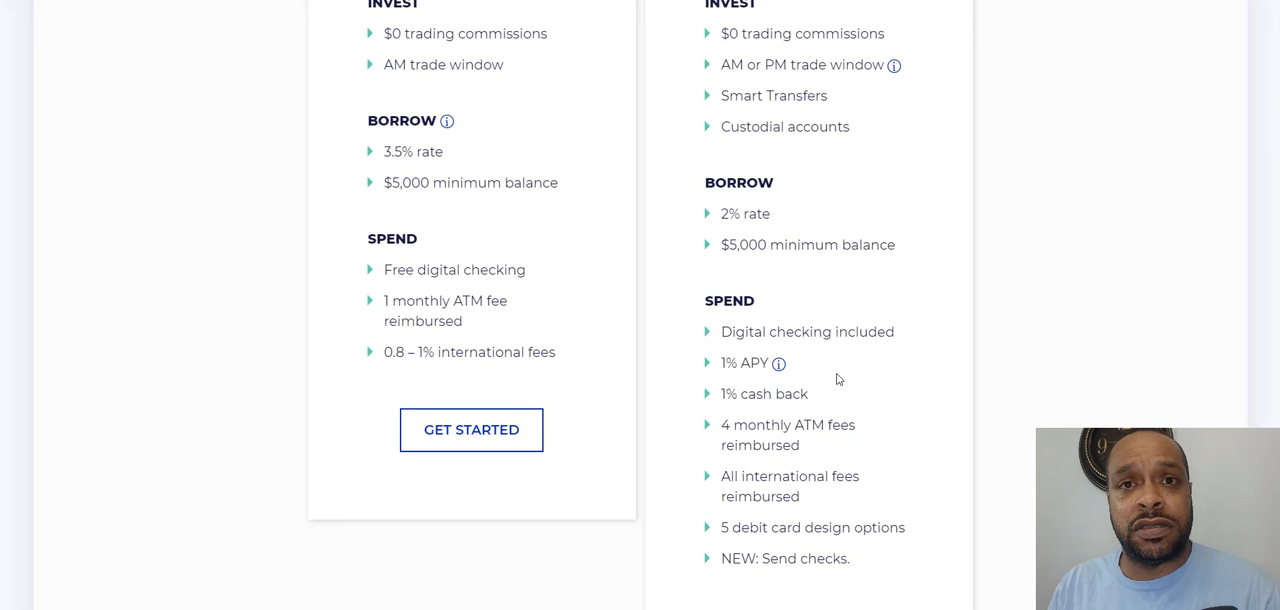 INVEST
$0 trading commissions
AM trade window
BORROW
3.5% rate
$5,000 minimum balance
SPEND
Free digital checking
1 monthly ATM fee
reimbursed
0.8 – 1% international fees
GET STARTED
INVEST
$0 trading commissions
AM or PM trade window
Smart Transfers
Custodial accounts
BORROW
2% rate
$5,000 minimum balance
SPEND
Digital checking included
1% APY
1% cash back
4 monthly ATM fees
reimbursed
All international fees
reimbursed
5 debit card design options
NEW: Send checks.